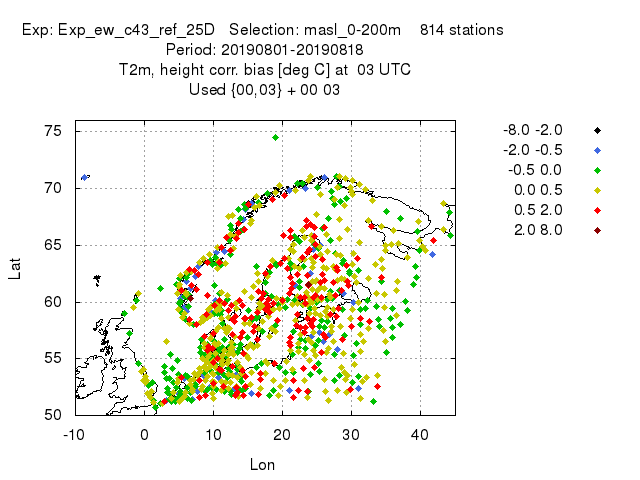 Exp: Exp_ew_c43_ref_25D Selection: masl_0-200m 814 stations
Period: 20190801-20190818
T2m, height corr. bias [deg C] at 03 UTC
Used {00,03} + 00 03
75
70
65
60
55
50
Lat
-10 0 10 20 30 40
Lon
-8.0 -2.0
-2.0 -0.5
-0.5 0.0
0.0 0.5
0.5 2.0
2.0 8.0